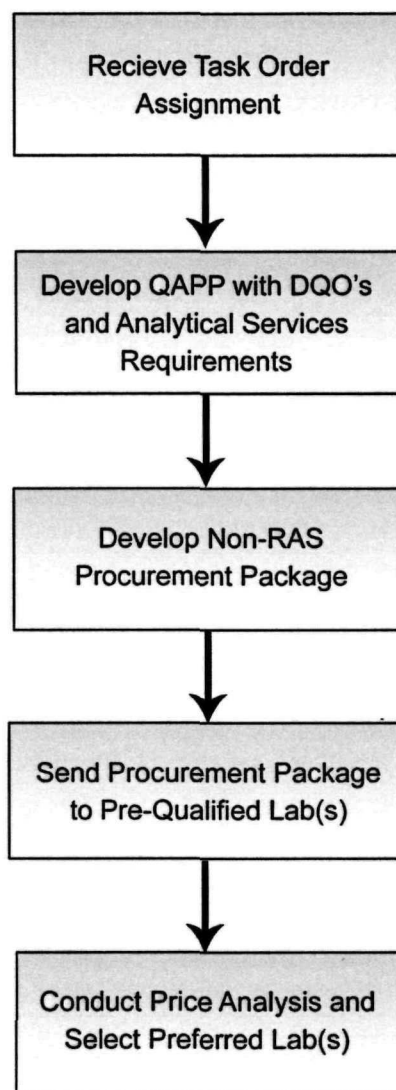 Recieve Task Order
Assignment
Develop QAPP with DQO's
and Analytical Services
Requirements
Develop Non-RAS
Procurement Package
Send Procurement Package
to Pre-Qualified Lab(s)
Conduct Price Analysis and
Select Preferred Lab(s)